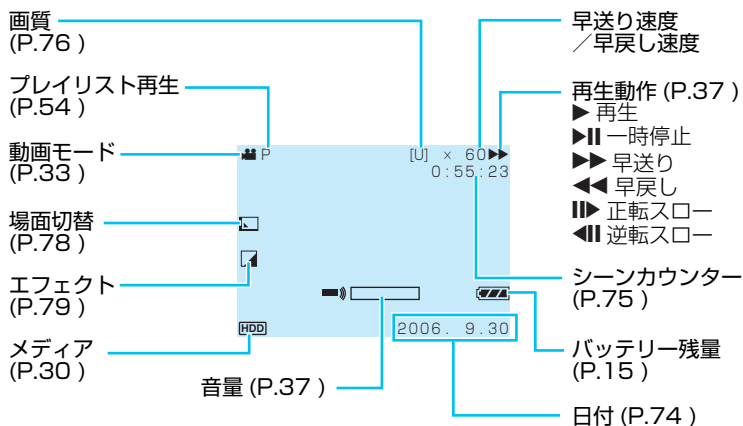 画質
(P.76 )
プレイリスト再生
(P.54 )
動画モード
(P.33 )
場面切替
(P.78 )
エフェクト
(P.79 )
メディア
(P.30 )
音量 (P.37 )
P
[U] × 60▶▶
0:55:23
HDD
2006. 9.30
早送り速度
／早戻し速度
再生動作 (P.37 )
▶ 再生
▶❙❙ 一時停止
▶▶ 早送り
◀◀ 早戻し
❙❙▶ 正転スロー
◀❙❙ 逆転スロー
シーンカウンター
(P.75 )
バッテリー残量
(P.15 )
日付 (P.74 )